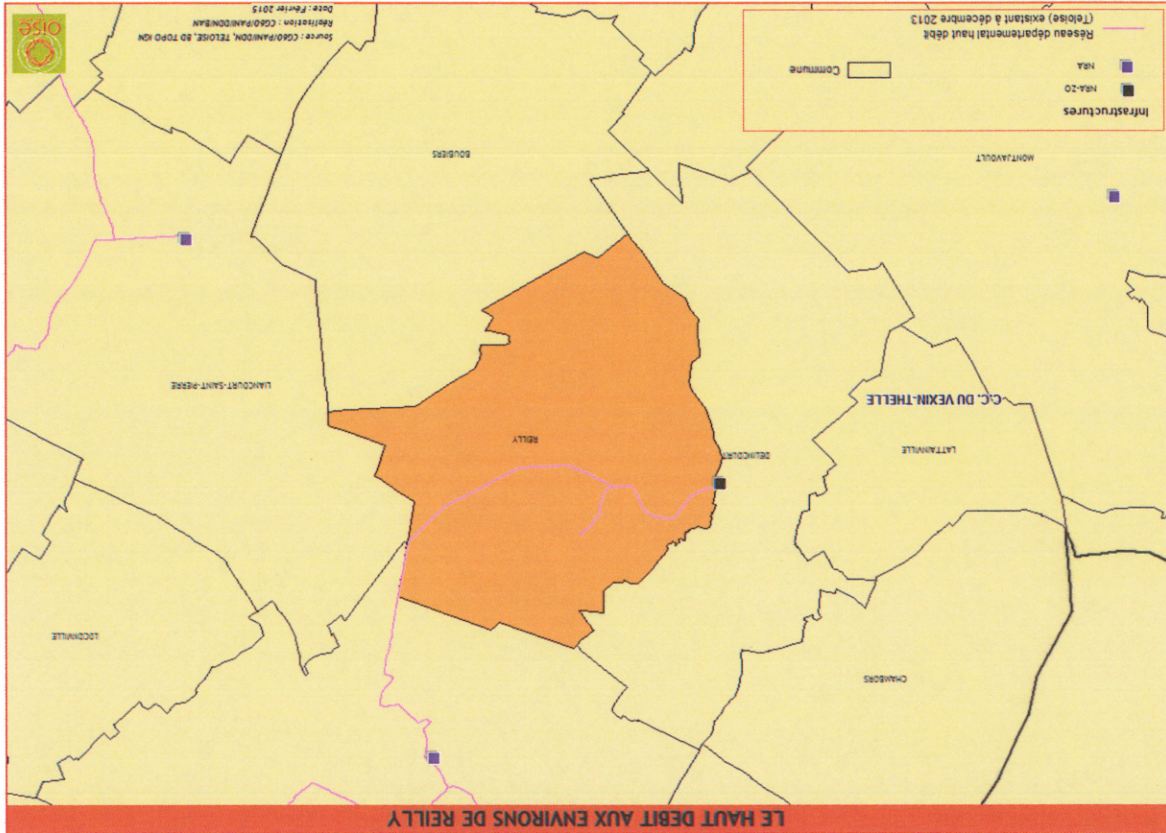 LE HAUT DEBIT AUX ENVIRONS DE REILLY
CHAMBORS
LOCONVILLE
LATTAINVILLE
DELINCOURT
REILLY
C.C. DU VEXIN-THELLE
LIANCOURT-SAINT-PIERRE
MONTJAVOULT
BOUBIERS
Infrastructures
NRA-ZO
NRA
Commune
Réseau départemental haut débit
(Teloise) existant à décembre 2013
Source : CG60/PANI/DDN, TELOISE, BD TOPO IGN
Réalisation : CG60/PANI/DDN/BAN
Date : Février 2015
oise